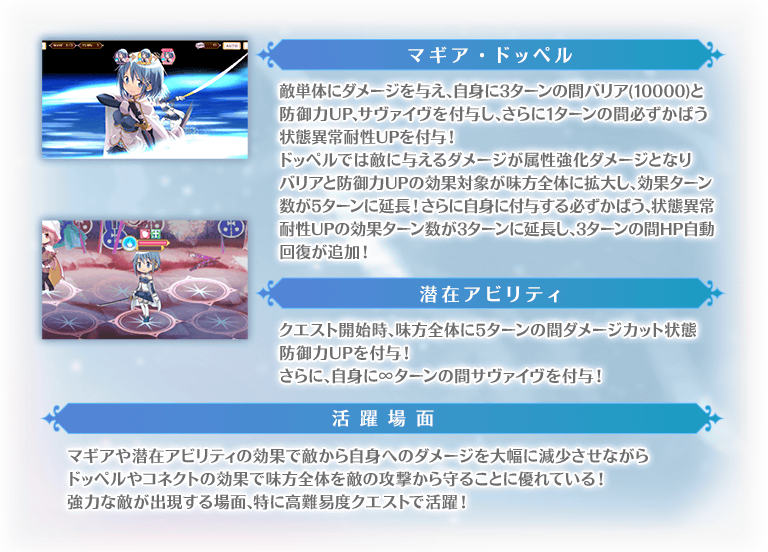 マギア・ドッペル
敵単体にダメージを与え、自身に3ターンの間バリア(10000)と
防御力UP、サヴァイヴを付与し、さらに1ターンの間必ずかばう
状態異常耐性UPを付与!
ドッペルでは敵に与えるダメージが属性強化ダメージとなり
バリアと防御力UPの効果対象が味方全体に拡大し、効果ターン
数が5ターンに延長!さらに自身に付与する必ずかばう、状態異常
耐性UPの効果ターン数が3ターンに延長し、3ターンの間HP自動
回復が追加!
潜在アビリティ
クエスト開始時、味方全体に5ターンの間ダメージカット状態
防御力UPを付与!
さらに、自身に∞ターンの間サヴァイヴを付与!
活躍場面
マギアや潜在アビリティの効果で敵から自身へのダメージを大幅に減少させながら
ドッペルやコネクトの効果で味方全体を敵の攻撃から守ることに優れている!
強力な敵が出現する場面、特に高難易度クエストで活躍!